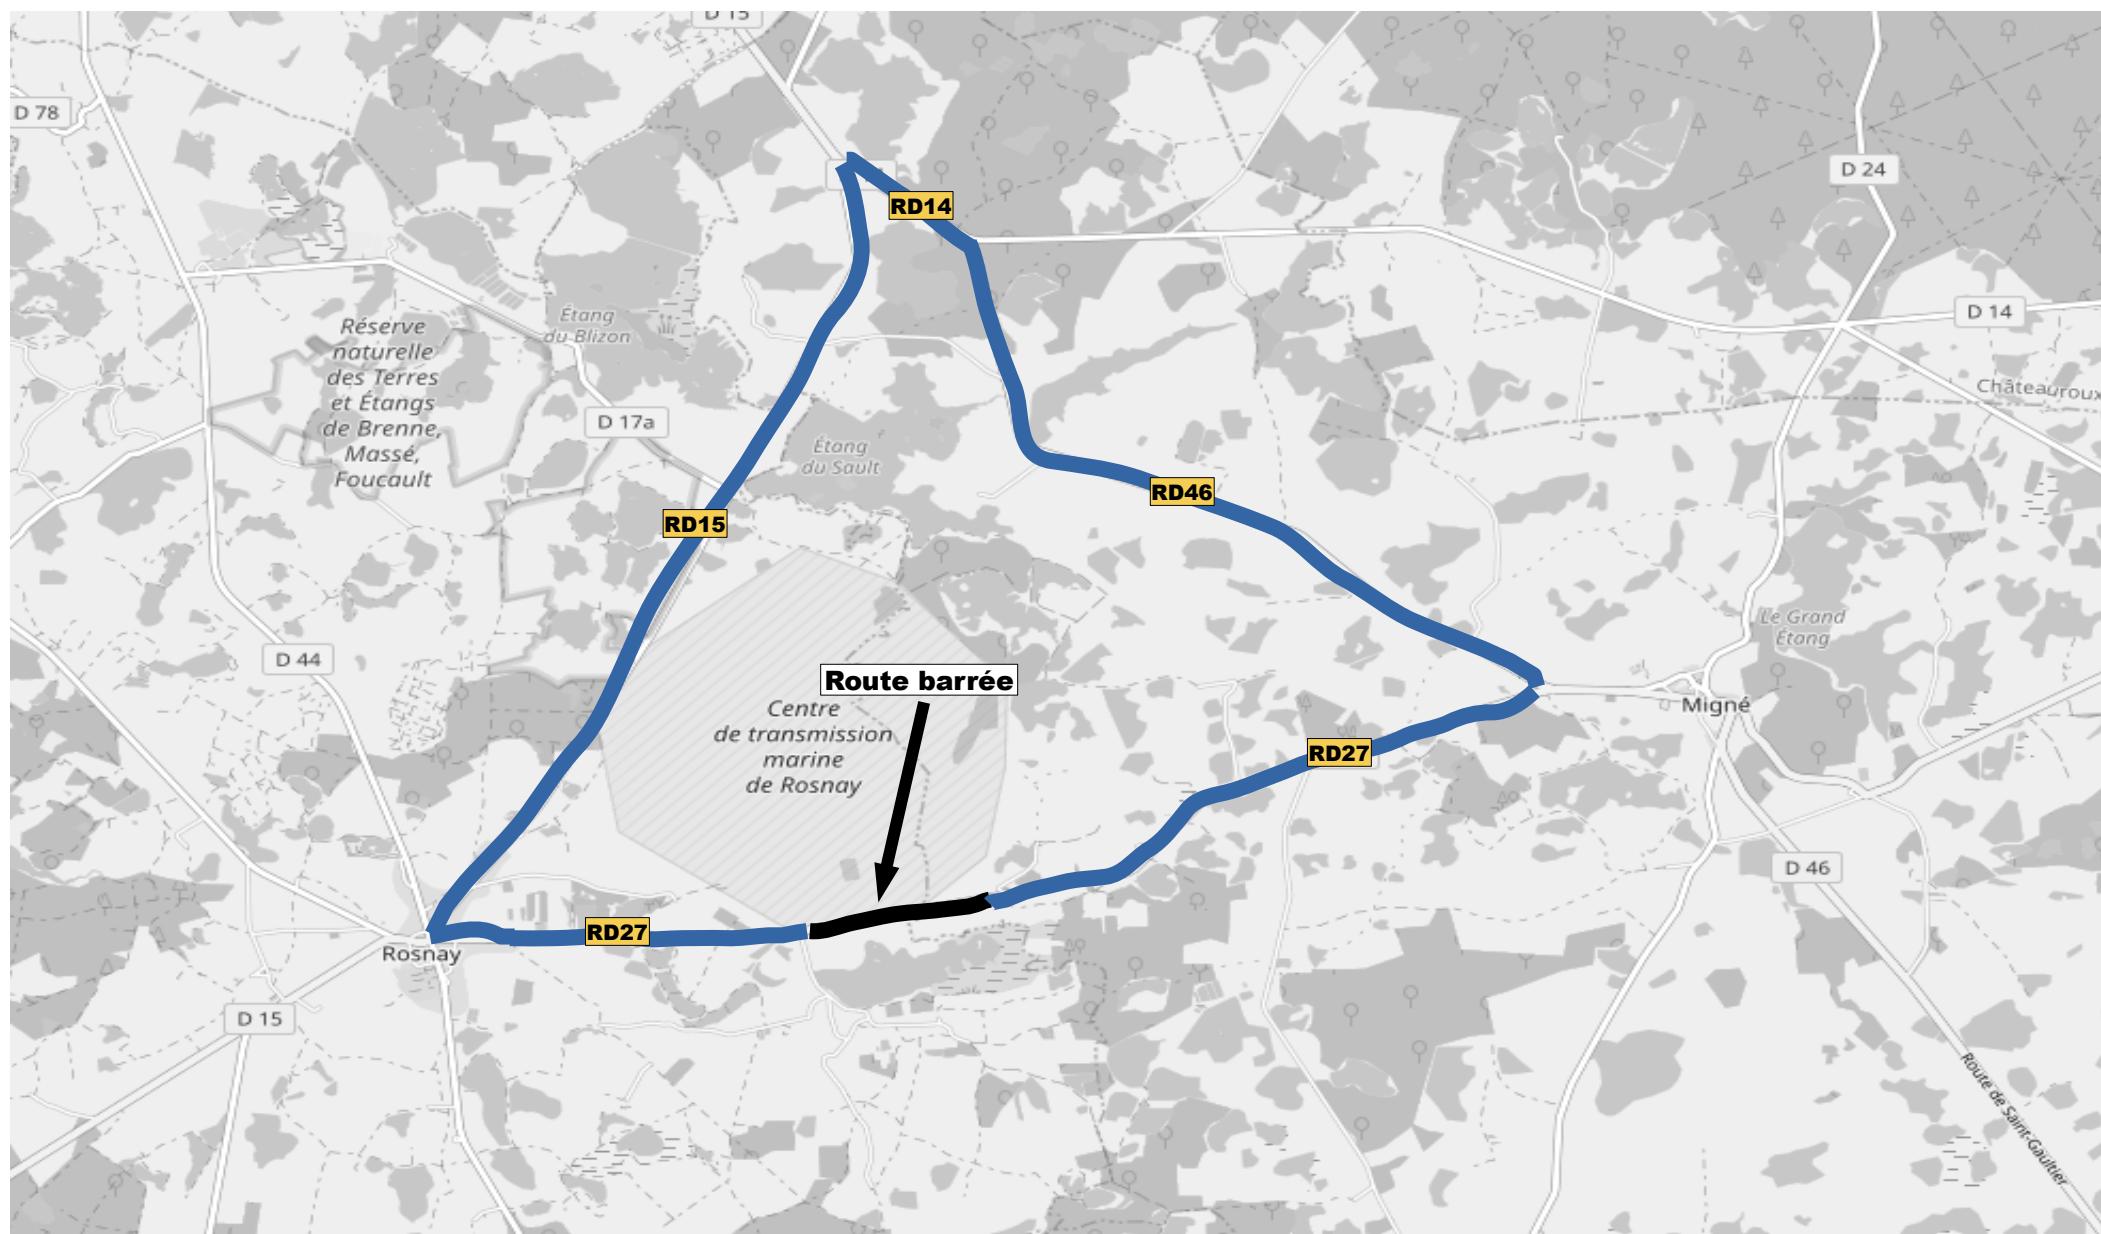 D 15
D 78
D 24
RD14
D 14
Étang
du Blizon
Réserve
naturelle
des Terres
et Étangs
de Brenne,
Massé,
Foucault
Châteauroux
D 17a
Étang
du Sault
RD46
RD15
Le Grand
Étang
D 44
Route barrée
Centre
de transmission
marine
de Rosnay
Migné
RD27
D 46
RD27
Rosnay
D 15
Route de Saint-Gaultier